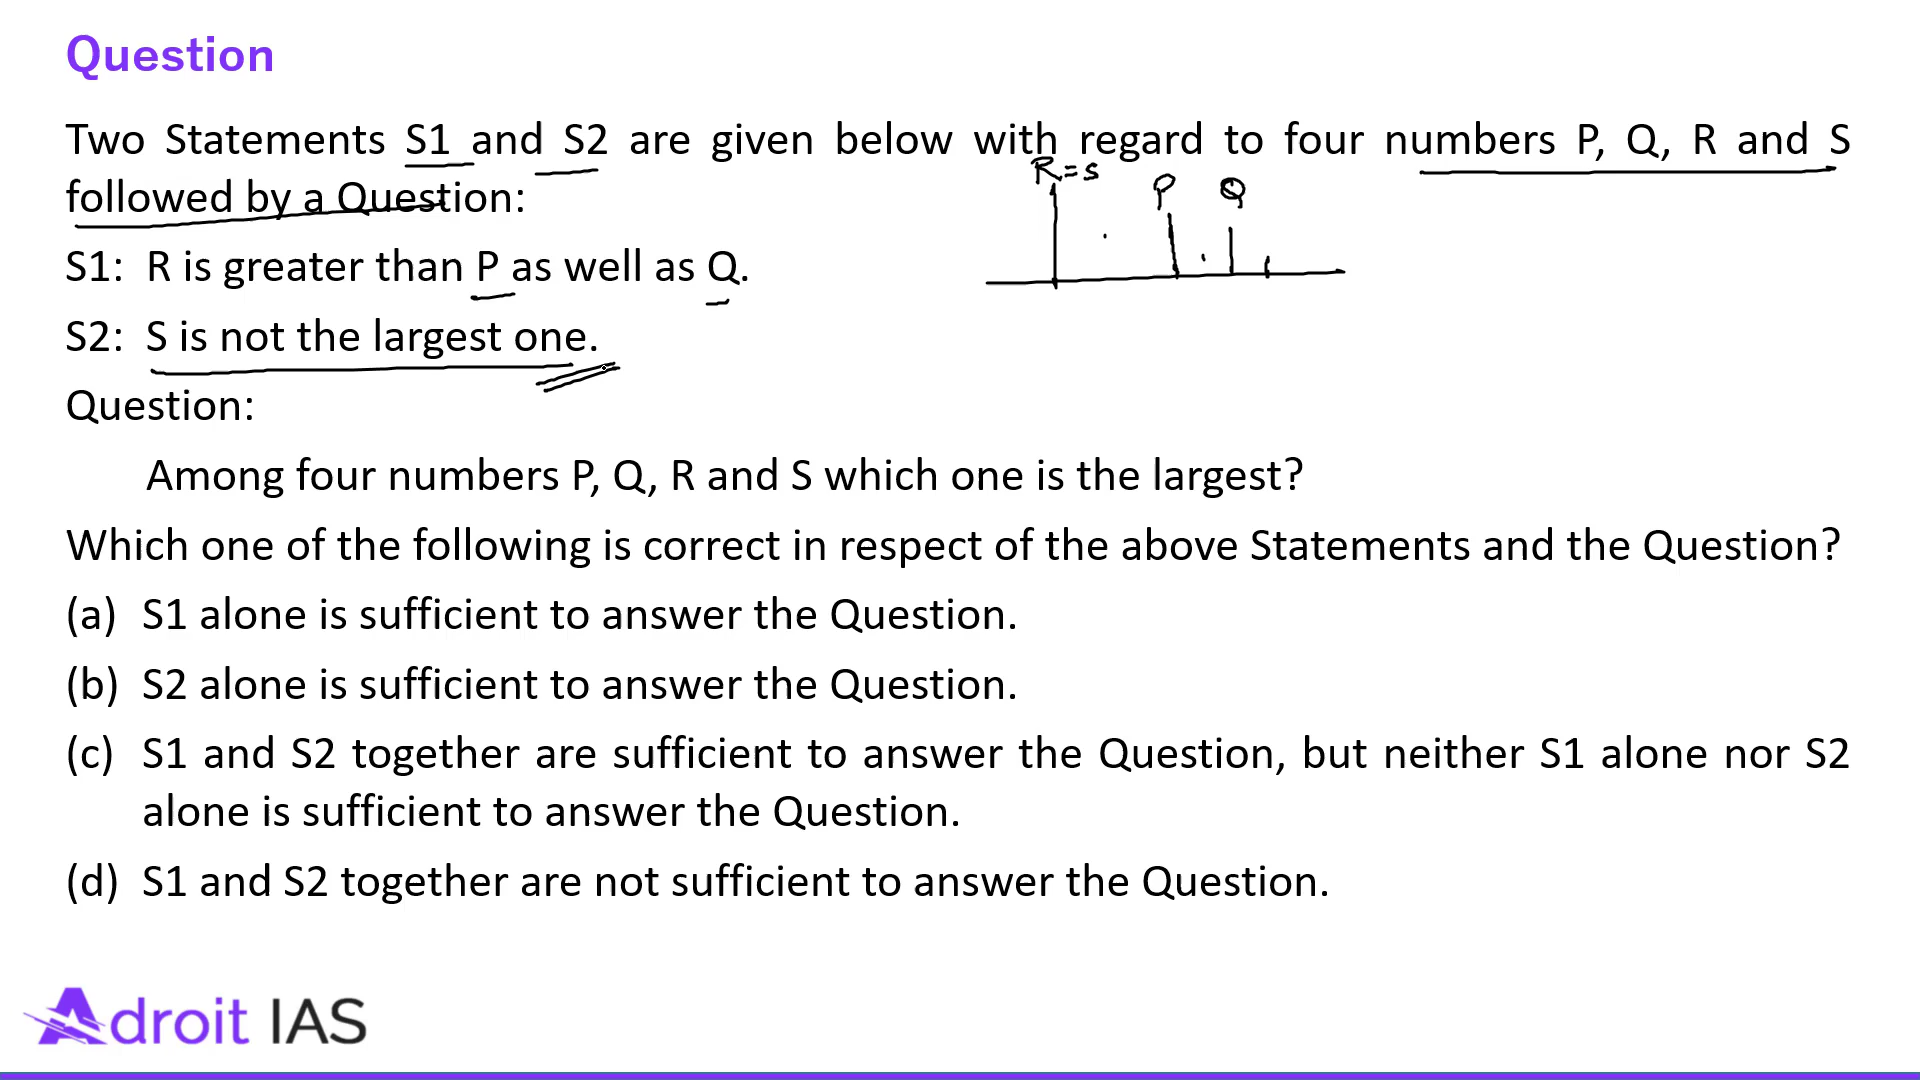 Question
Two Statements S1 and S2 are given below with regard to four numbers P, Q, R and S
R=s
P
Q
followed by a Question:
S1: R is greater than P as well as Q.
S2: S is not the largest one.
Question:
Among four numbers P, Q, R and S which one is the largest?
Which one of the following is correct in respect of the above Statements and the Question?
(a) S1 alone is sufficient to answer the Question.
(b) S2 alone is sufficient to answer the Question.
(c) S1 and S2 together are sufficient to answer the Question, but neither S1 alone nor S2
alone is sufficient to answer the Question.
(d) S1 and S2 together are not sufficient to answer the Question.
Adroit IAS